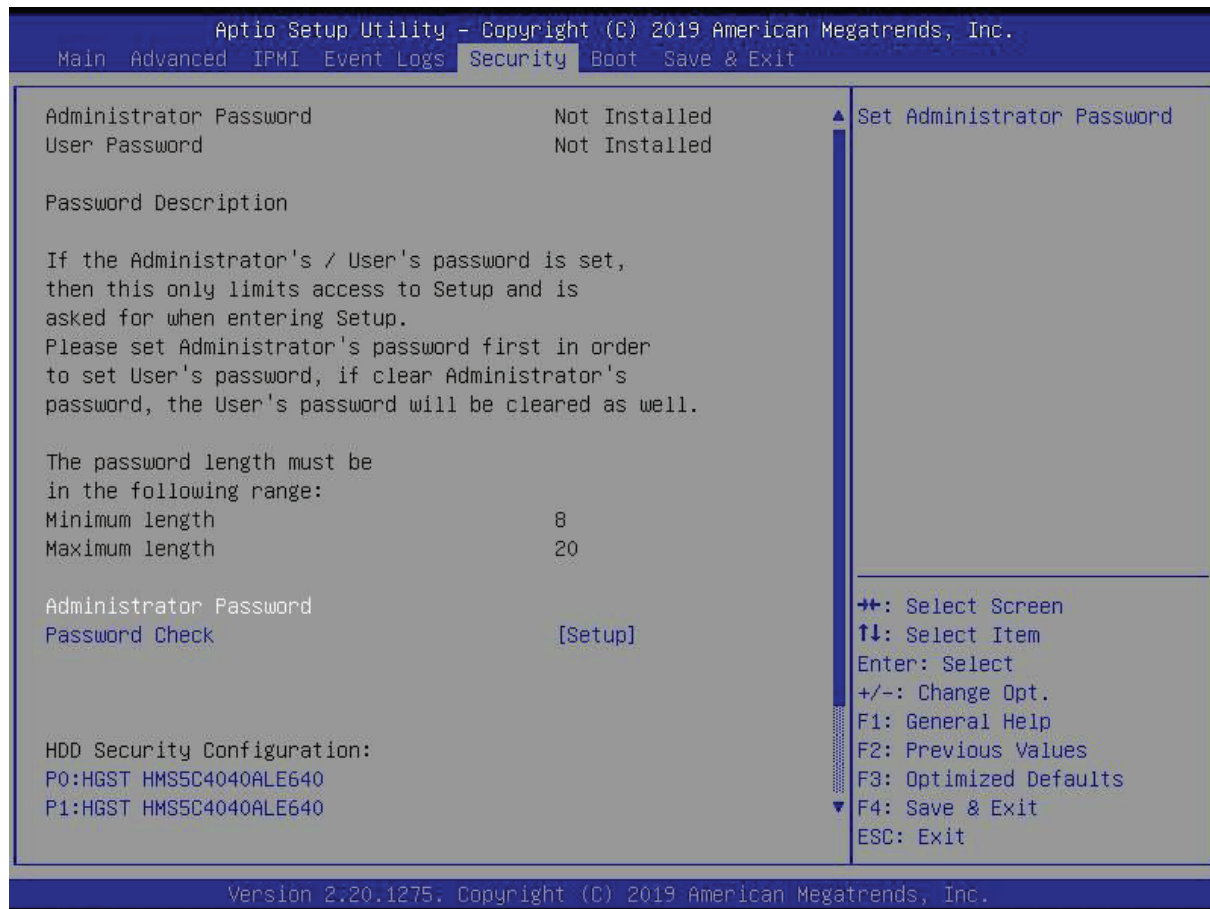 Aptio Setup Utility – Copyright (C) 2019 American Megatrends, Inc.
Main Advanced IPMI Event Logs Security Boot Save & Exit
Administrator Password Not Installed
User Password Not Installed
Password Description
If the Administrator's / User's password is set,
then this only limits access to Setup and is
asked for when entering Setup.
Please set Administrator's password first in order
to set User's password, if clear Administrator's
password, the User's password will be cleared as well.
The password length must be
in the following range:
Minimum length 8
Maximum length 20
Administrator Password
Password Check [Setup]
HDD Security Configuration:
P0:HGST HMS5C4040ALE640
P1:HGST HMS5C4040ALE640
Set Administrator Password
→←: Select Screen
↑↓: Select Item
Enter: Select
+/-: Change Opt.
F1: General Help
F2: Previous Values
F3: Optimized Defaults
F4: Save & Exit
ESC: Exit
Version 2.20.1275. Copyright (C) 2019 American Megatrends, Inc.